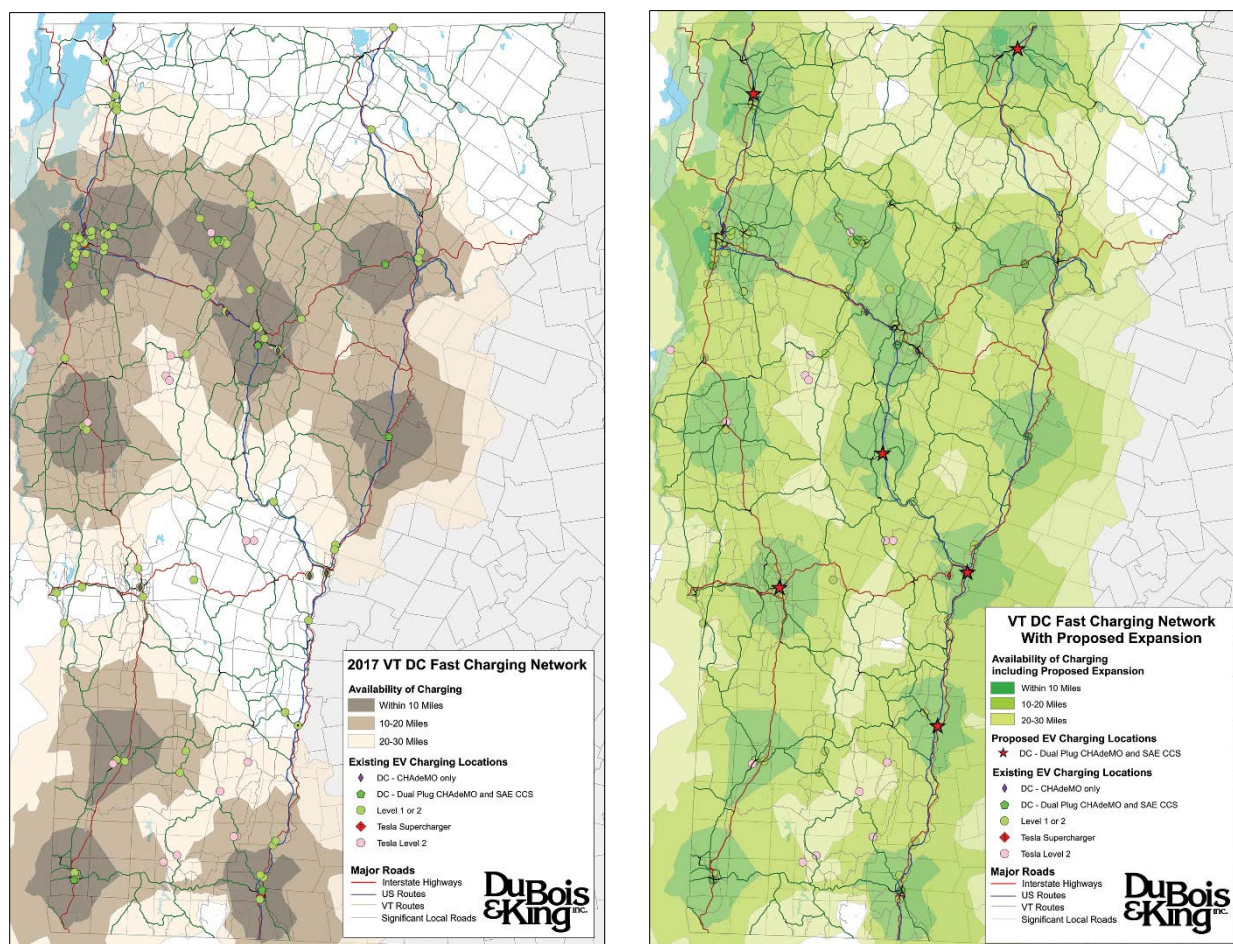 2017 VT DC Fast Charging Network
Availability of Charging
Within 10 Miles
10-20 Miles
20-30 Miles
Existing EV Charging Locations
DC - CHAdeMO only
DC - Dual Plug CHAdeMO and SAE CCS
Level 1 or 2
Tesla Supercharger
Tesla Level 2
Major Roads
Interstate Highways
US Routes
VT Routes
Significant Local Roads
DuBois
&King inc.
VT DC Fast Charging Network
With Proposed Expansion
Availability of Charging
including Proposed Expansion
Within 10 Miles
10-20 Miles
20-30 Miles
Proposed EV Charging Locations
DC - Dual Plug CHAdeMO and SAE CCS
Existing EV Charging Locations
DC - CHAdeMO only
DC - Dual Plug CHAdeMO and SAE CCS
Level 1 or 2
Tesla Supercharger
Tesla Level 2
Major Roads
Interstate Highways
US Routes
VT Routes
Significant Local Roads
DuBois
&King inc.